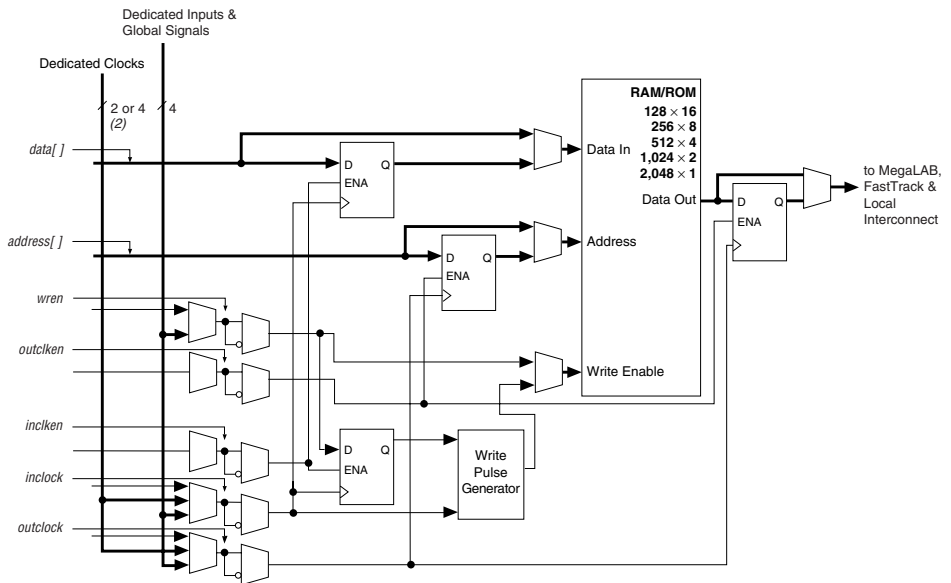 Dedicated Inputs &
Global Signals
Dedicated Clocks
2 or 4
(2)
4
RAM/ROM
128 × 16
256 × 8
512 × 4
1,024 × 2
2,048 × 1
data[ ]
D
Q
ENA
Data In
to MegaLAB,
FastTrack &
Local
Interconnect
Data Out
D
Q
ENA
address[ ]
D
Q
ENA
Address
wren
outclken
Write Enable
inclken
D
Q
ENA
Write
Pulse
Generator
inclock
outclock